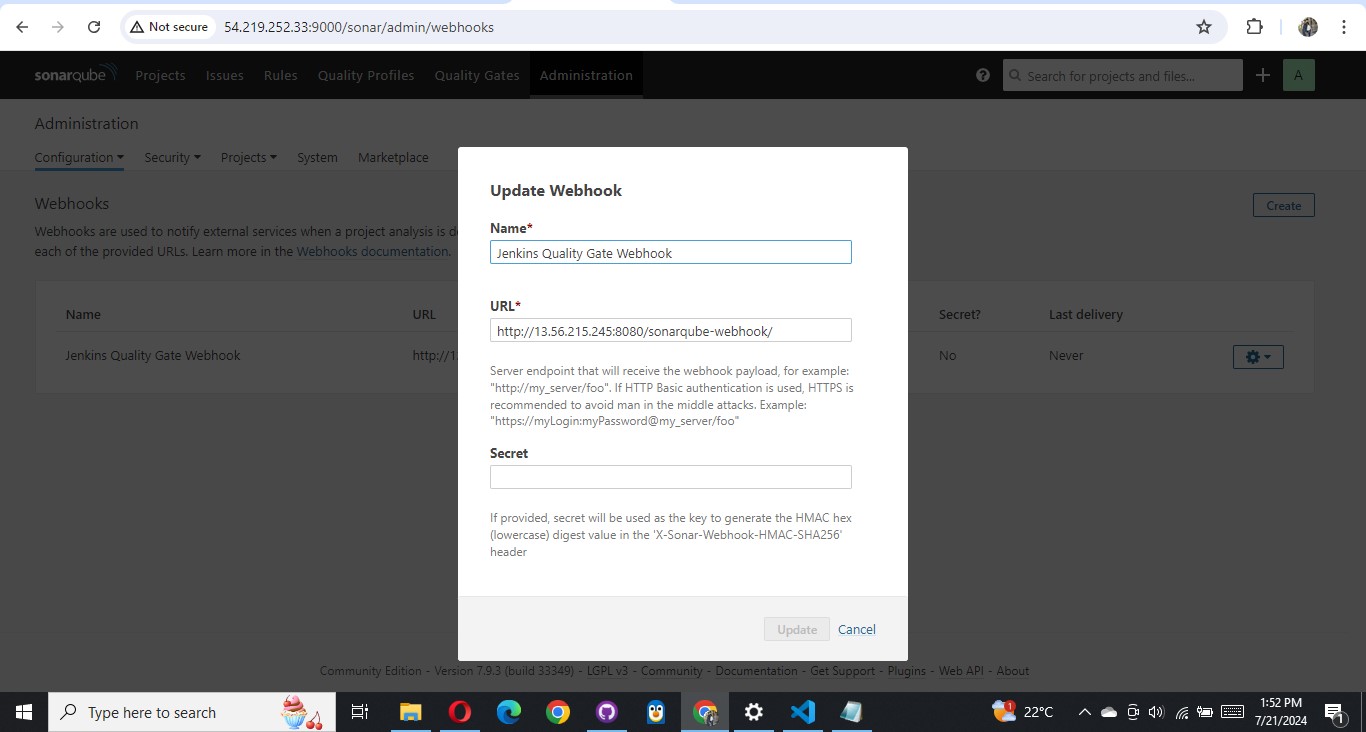 Not secure 54.219.252.33:9000/sonar/admin/webhooks
sonarqube Projects Issues Rules Quality Profiles Quality Gates Administration Search for projects and files... A
Administration
Configuration Security Projects System Marketplace
Webhooks
Create
Webhooks are used to notify external services when a project analysis is d
each of the provided URLs. Learn more in the Webhooks documentation.
Name URL Secret? Last delivery
Jenkins Quality Gate Webhook http://1 No Never
Update Webhook
Name*
Jenkins Quality Gate Webhook
URL*
http://13.56.215.245:8080/sonarqube-webhook/
Server endpoint that will receive the webhook payload, for example:
"http://my_server/foo". If HTTP Basic authentication is used, HTTPS is
recommended to avoid man in the middle attacks. Example:
"https://myLogin:myPassword@my_server/foo"
Secret
If provided, secret will be used as the key to generate the HMAC hex
(lowercase) digest value in the 'X-Sonar-Webhook-HMAC-SHA256'
header
Update Cancel
Community Edition - Version 7.9.3 (build 33349) - LGPL v3 - Community - Documentation - Get Support - Plugins - Web API - About
Type here to search
1
22°C
1:52 PM
7/21/2024
1